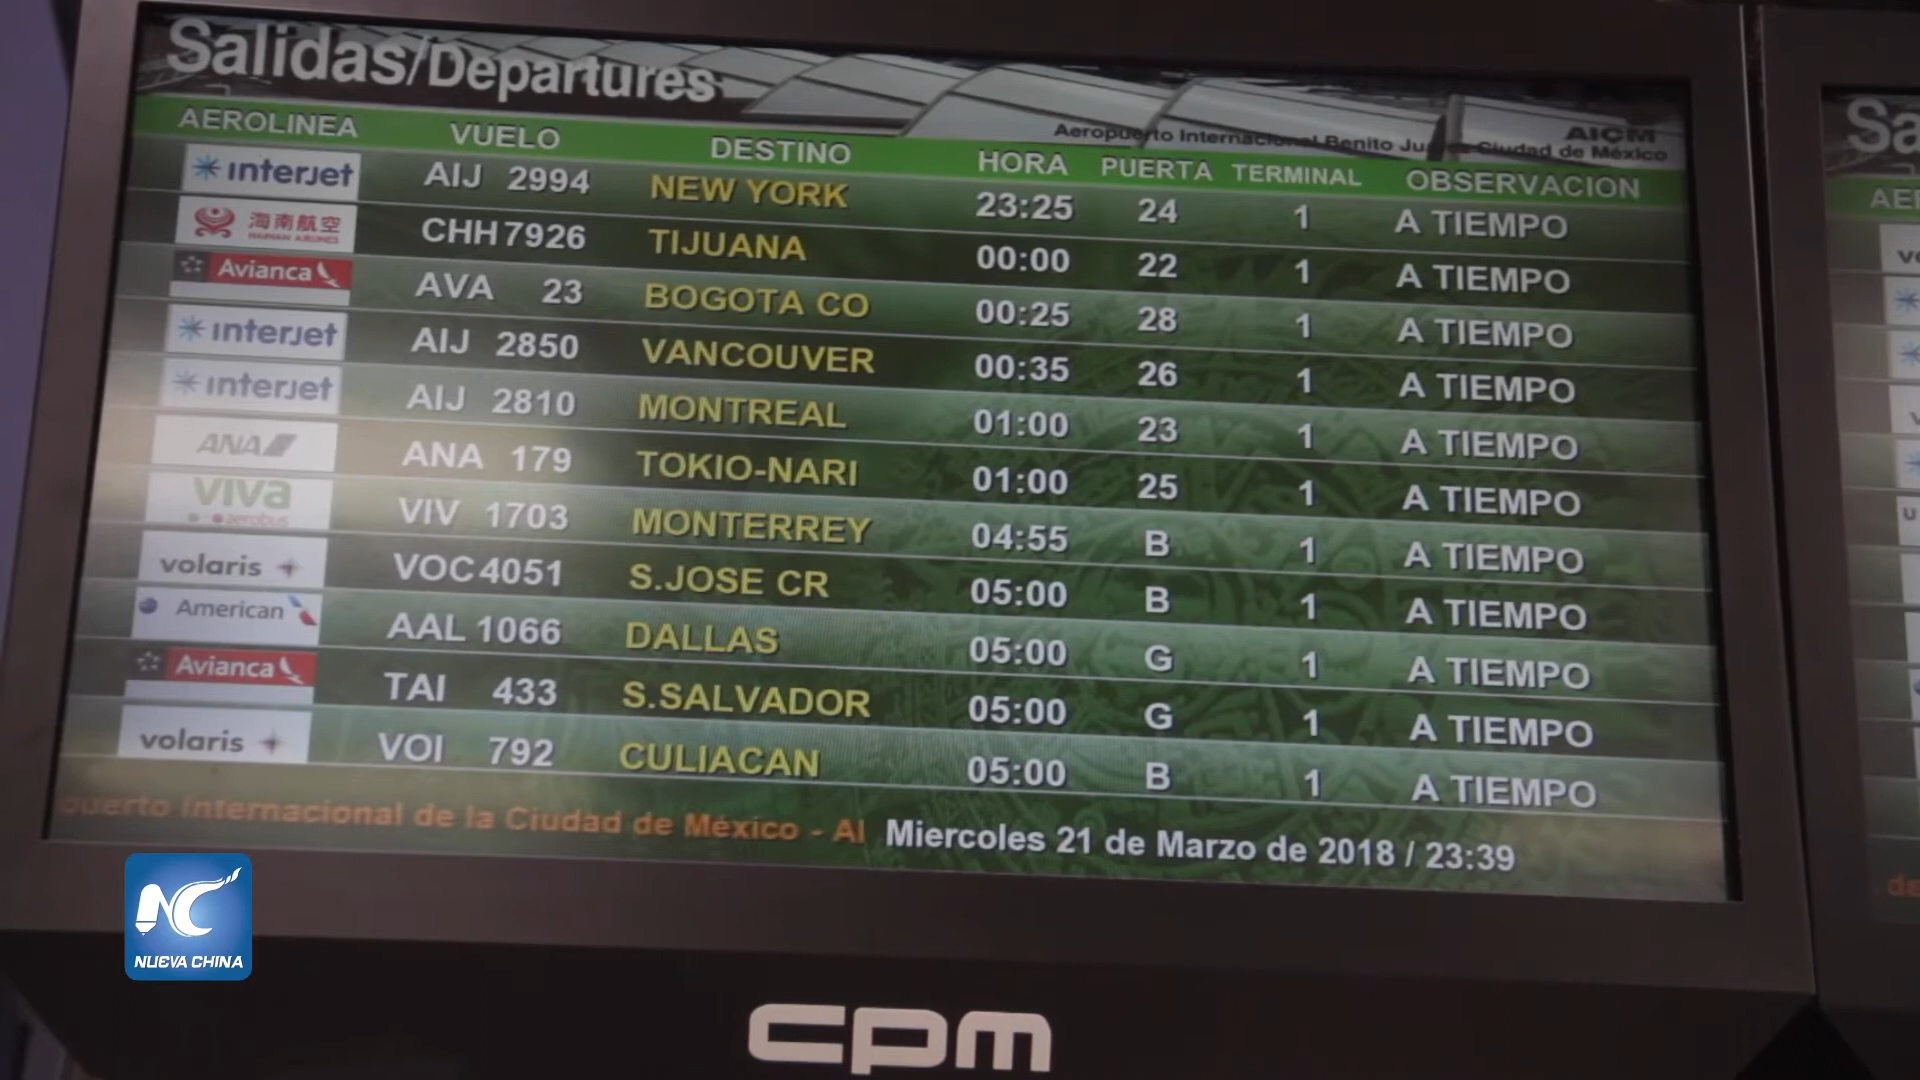 Salidas/Departures
AICM
Aeropuerto Internacional Benito Juárez Ciudad de México
AEROLINEA VUELO DESTINO HORA PUERTA TERMINAL OBSERVACION
interjet AIJ 2994 NEW YORK 23:25 24 1 A TIEMPO
海南航空 HAINAN AIRLINES CHH 7926 TIJUANA 00:00 22 1 A TIEMPO
Avianca AVA 23 BOGOTA CO 00:25 28 1 A TIEMPO
interjet AIJ 2850 VANCOUVER 00:35 26 1 A TIEMPO
interjet AIJ 2810 MONTREAL 01:00 23 1 A TIEMPO
ANA ANA 179 TOKIO-NARI 01:00 25 1 A TIEMPO
viva aerobus VIV 1703 MONTERREY 04:55 B 1 A TIEMPO
volaris VOC 4051 S.JOSE CR 05:00 B 1 A TIEMPO
American AAL 1066 DALLAS 05:00 G 1 A TIEMPO
Avianca TAI 433 S.SALVADOR 05:00 G 1 A TIEMPO
volaris VOI 792 CULIACAN 05:00 B 1 A TIEMPO
puerto Internacional de la Ciudad de México - AI Miercoles 21 de Marzo de 2018 / 23:39
NC
NUEVA CHINA
cpm
Sa
AE